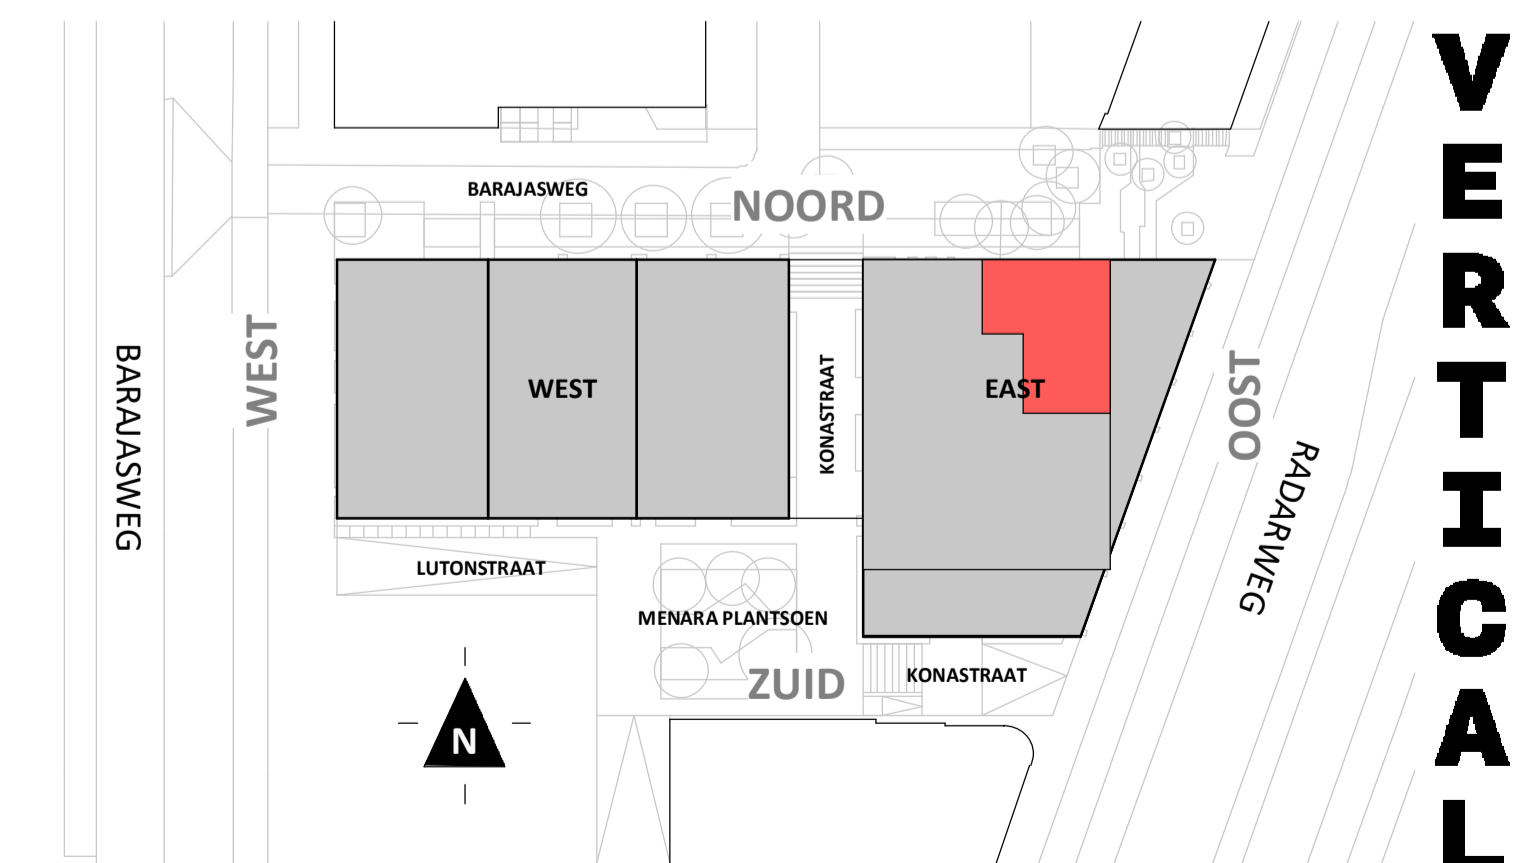 BARAJASWEG
NOORD
WEST
BARAJASWEG
WEST
KONASTRAAT
EAST
OOST
RADARWEG
LUTONSTRAAT
MENARA PLANTSOEN
ZUID
KONASTRAAT
N
VERTICAL